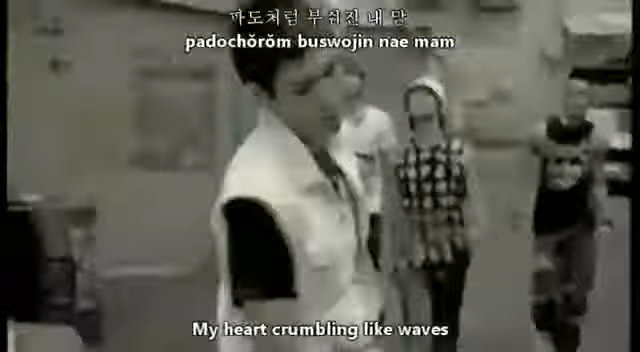 파도처럼 부숴진 내 맘
padochŏrŏm buswojin nae mam
My heart crumbling like waves